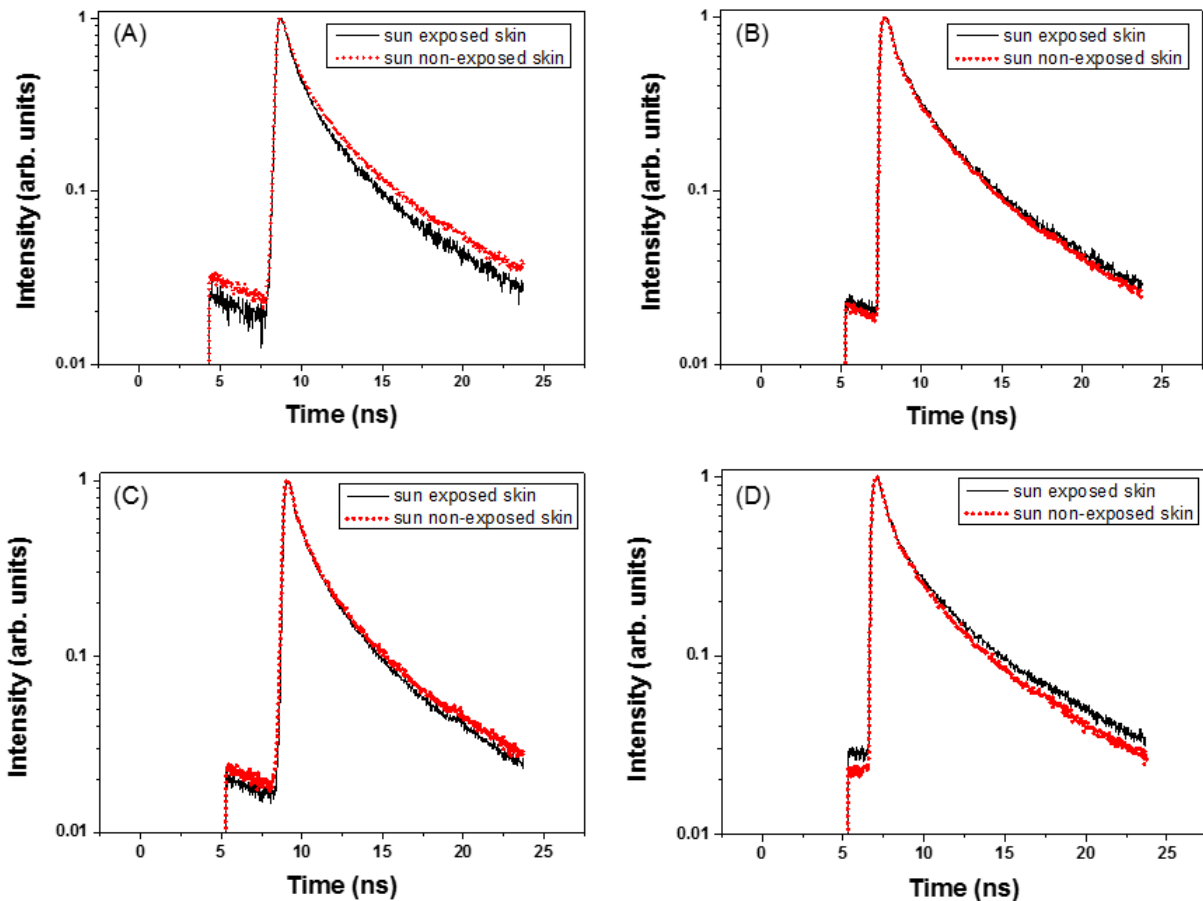 (A)
sun exposed skin
sun non-exposed skin
1
0.1
0.01
Intensity (arb. units)
0 5 10 15 20 25
Time (ns)
(B)
sun exposed skin
sun non-exposed skin
1
0.1
0.01
Intensity (arb. units)
0 5 10 15 20 25
Time (ns)
(C)
sun exposed skin
sun non-exposed skin
1
0.1
0.01
Intensity (arb. units)
0 5 10 15 20 25
Time (ns)
(D)
sun exposed skin
sun non-exposed skin
1
0.1
0.01
Intensity (arb. units)
0 5 10 15 20 25
Time (ns)